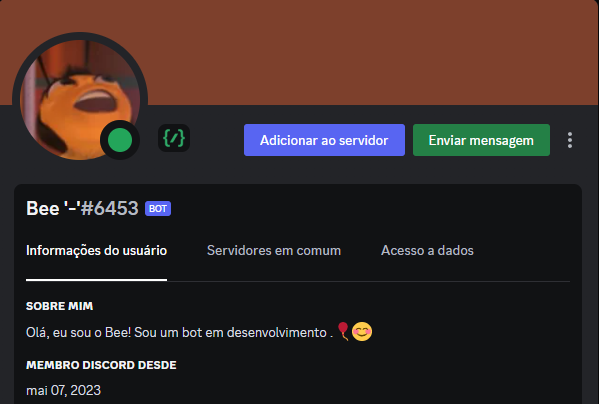 Adicionar ao servidor
Enviar mensagem
Bee '-'#6453 BOT
Informações do usuário Servidores em comum Acesso a dados
SOBRE MIM
Olá, eu sou o Bee! Sou um bot em desenvolvimento . 🎈😊
MEMBRO DISCORD DESDE
mai 07, 2023